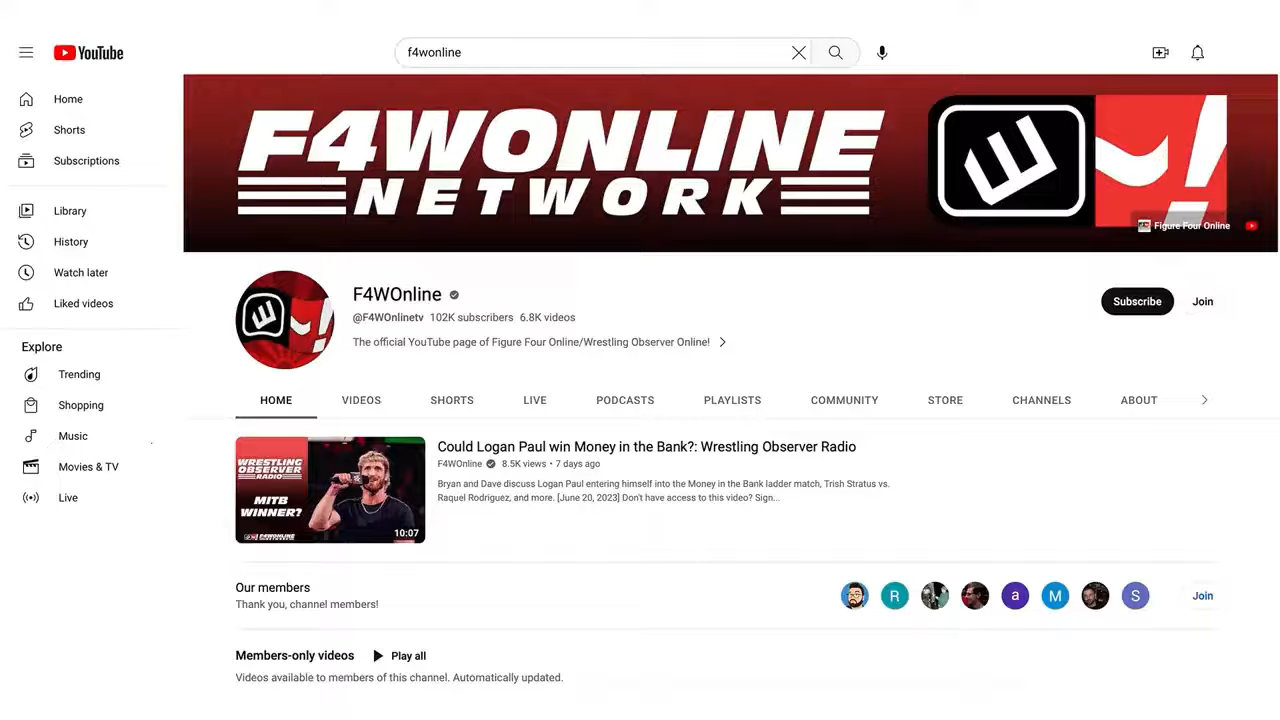 YouTube
f4wonline
Home
Shorts
Subscriptions
Library
History
Watch later
Liked videos
Explore
Trending
Shopping
Music
Movies & TV
Live
F4WONLINE
NETWORK
Figure Four Online
F4WOnline
@F4WOnlinetv 102K subscribers 6.8K videos
The official YouTube page of Figure Four Online/Wrestling Observer Online!
Subscribe
Join
HOME VIDEOS SHORTS LIVE PODCASTS PLAYLISTS COMMUNITY STORE CHANNELS ABOUT
WRESTLING
OBSERVER
RADIO
MITB
WINNER?
F4WONLINE
NETWORK
10:07
Could Logan Paul win Money in the Bank?: Wrestling Observer Radio
F4WOnline 8.5K views • 7 days ago
Bryan and Dave discuss Logan Paul entering himself into the Money in the Bank ladder match, Trish Stratus vs.
Raquel Rodriguez, and more. [June 20, 2023] Don't have access to this video? Sign...
Our members
Thank you, channel members!
R a M S
Join
Members-only videos Play all
Videos available to members of this channel. Automatically updated.